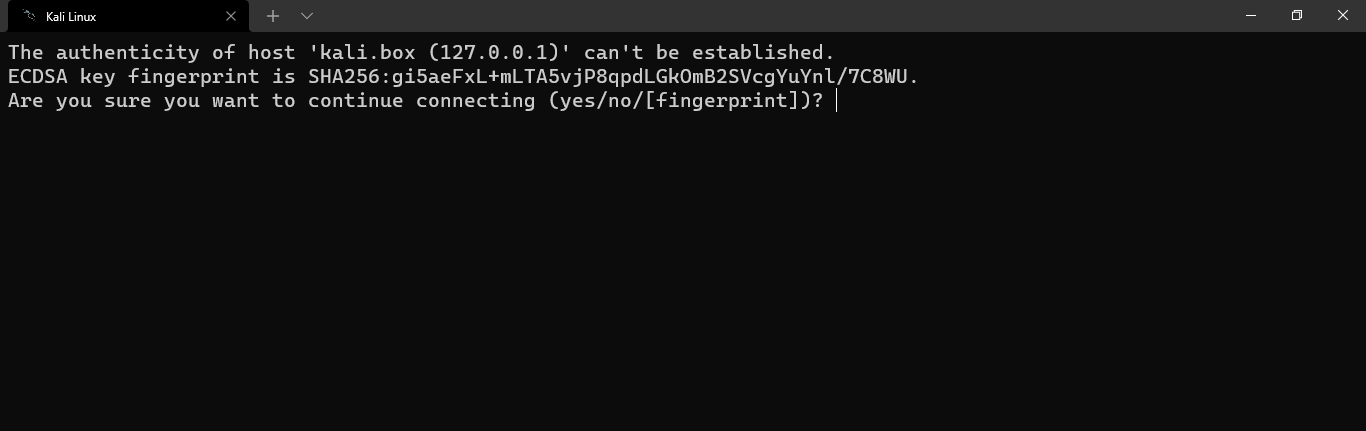 Kali Linux
The authenticity of host 'kali.box (127.0.0.1)' can't be established.
ECDSA key fingerprint is SHA256:gi5aeFxL+mLTA5vjP8qpdLGkOmB2SVcgYuYnl/7C8WU.
Are you sure you want to continue connecting (yes/no/[fingerprint])?